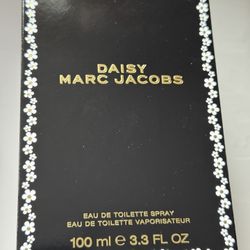 DAISY
MARC JACOBS
EAU DE TOILETTE SPRAY
EAU DE TOILETTE VAPORISATEUR
100 ml ℮ 3.3 FL OZ